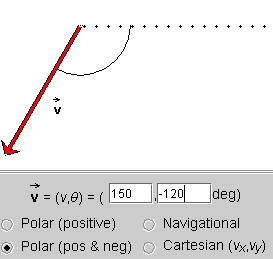 v
v = (v,θ) = ( 150 , -120 deg)
Polar (positive) Navigational
Polar (pos & neg) Cartesian (vx,vy)